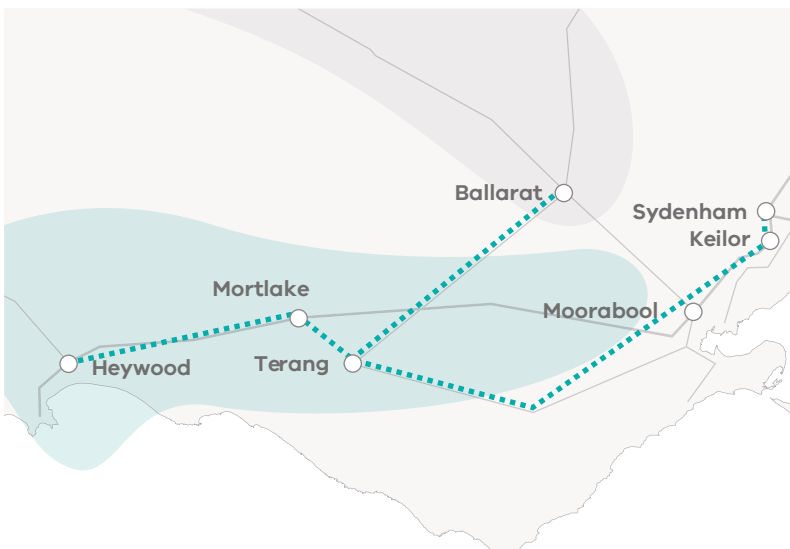 Ballarat
Sydenham
Keilor
Mortlake
Moorabool
Terang
Heywood